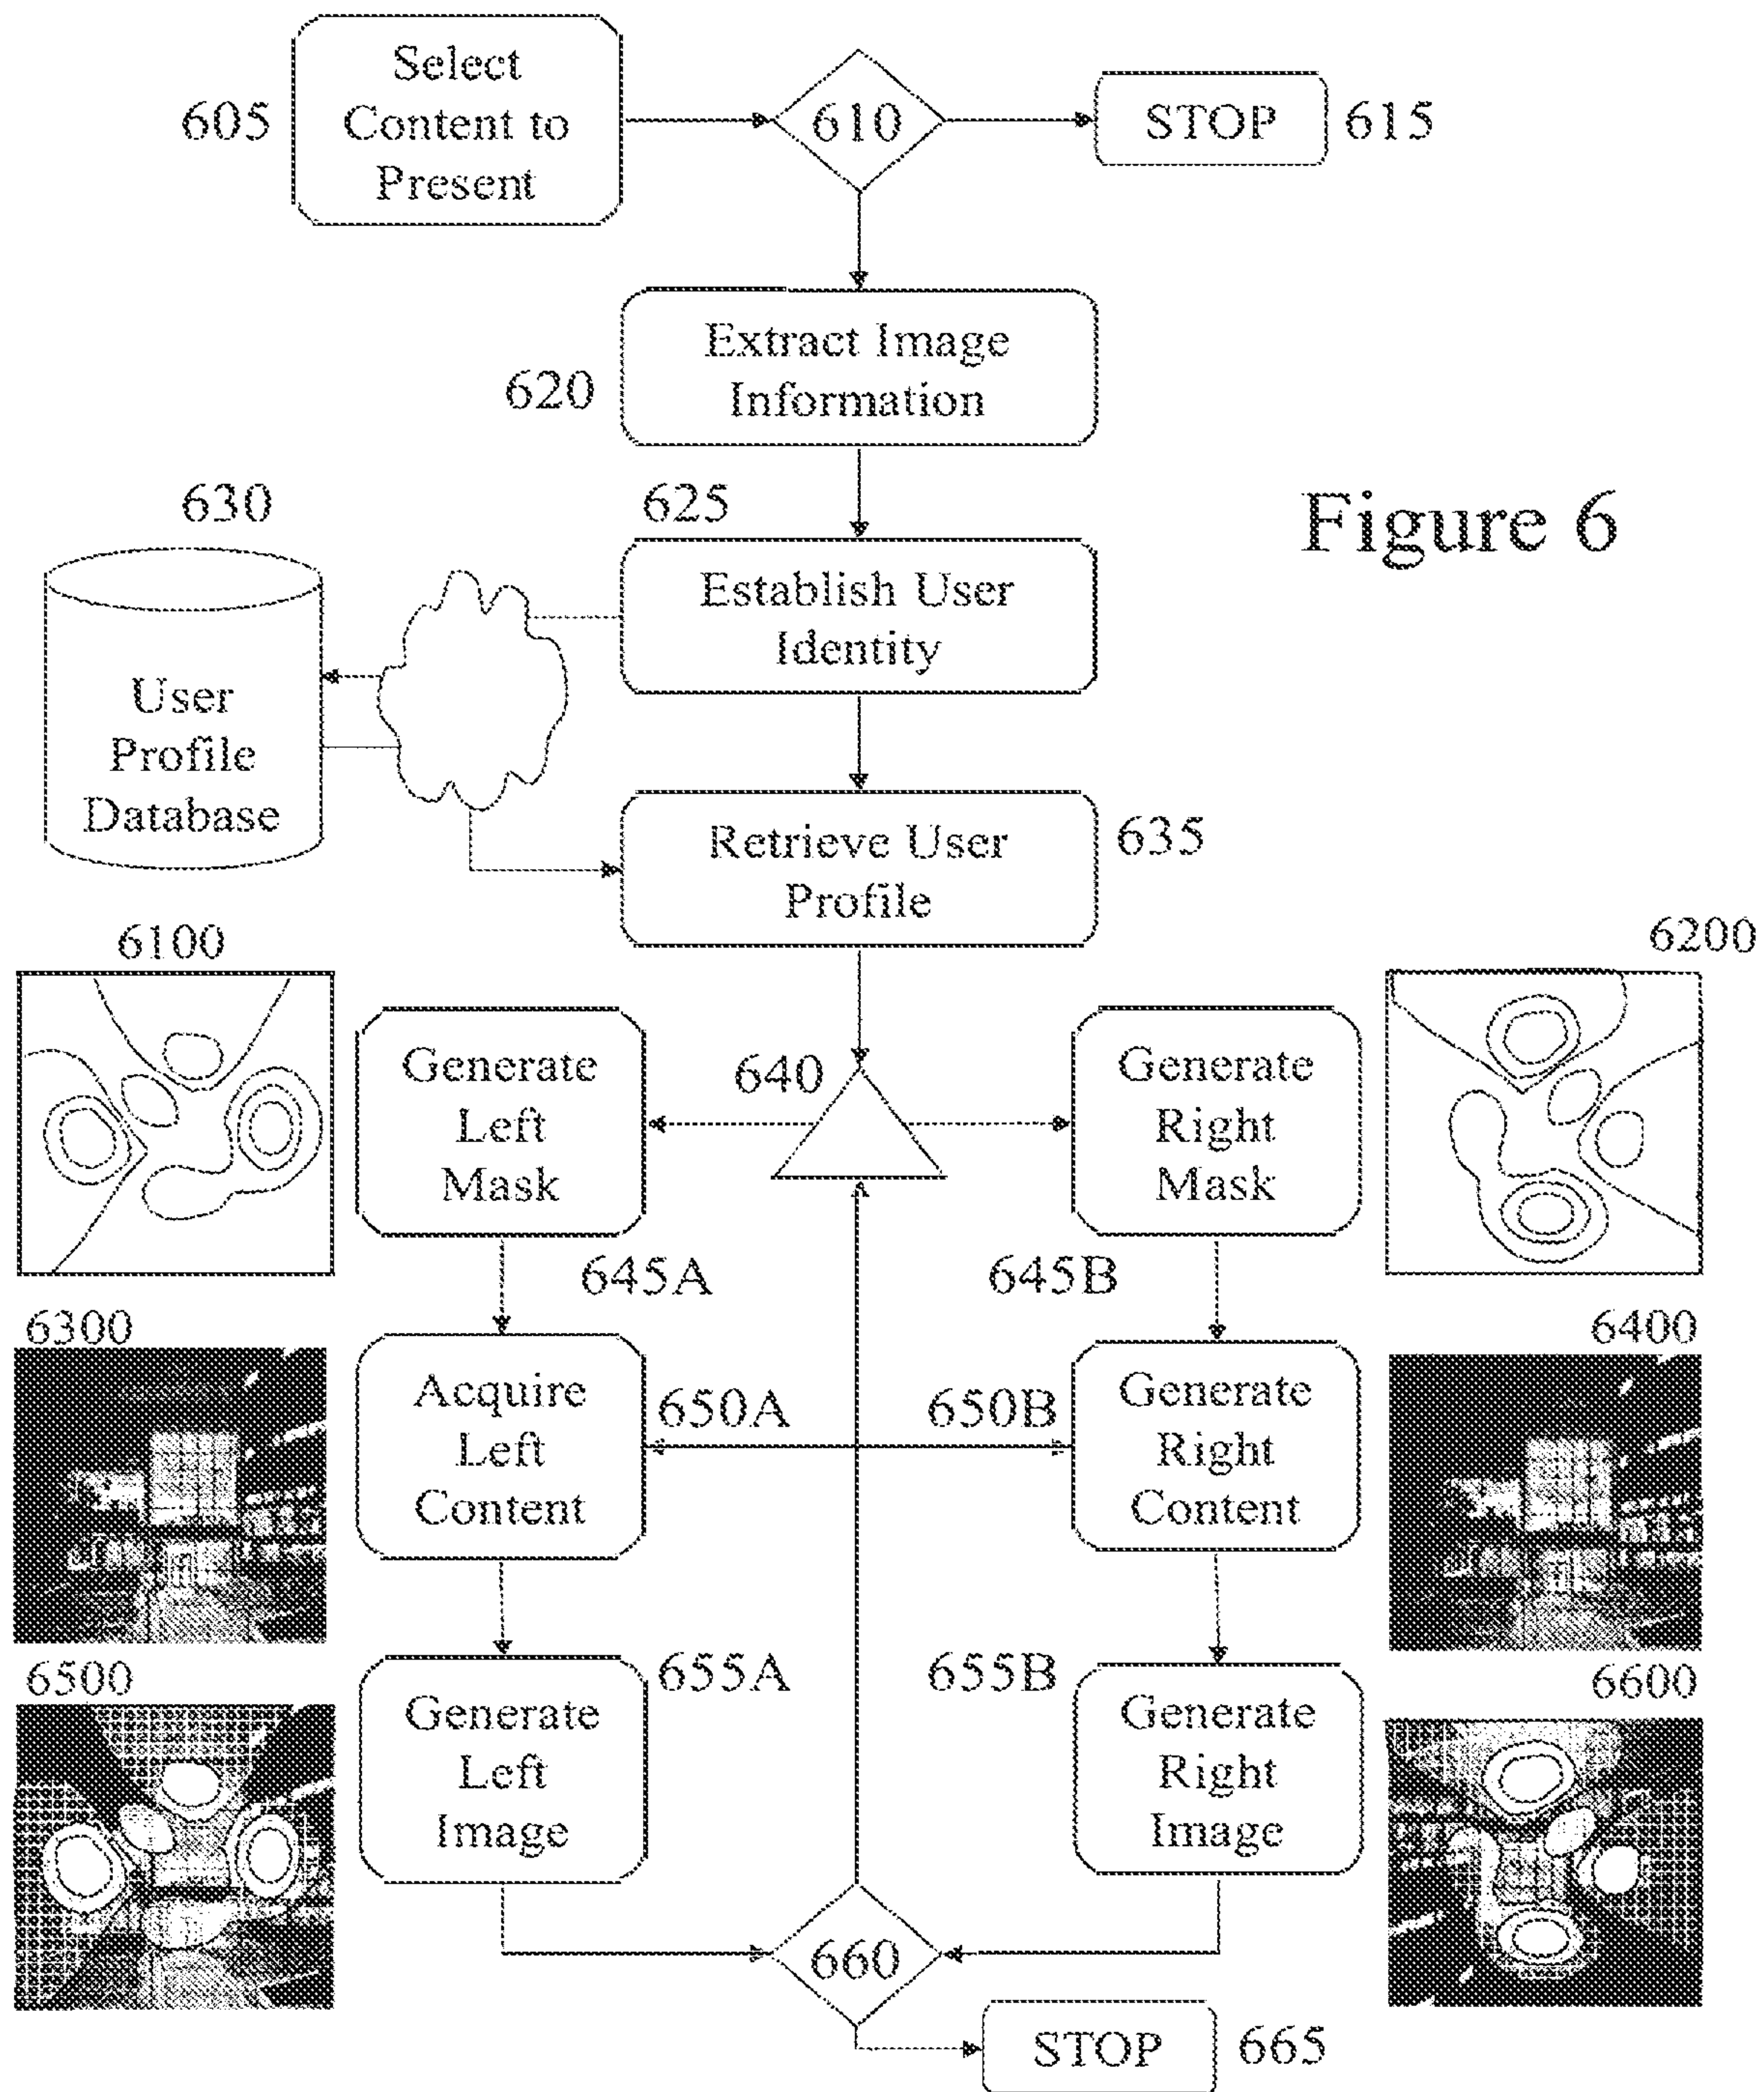 605
Select
Content to
Present
610
STOP
615
620
Extract Image
Information
Figure 6
630
625
User
Profile
Database
Establish User
Identity
Retrieve User
Profile
635
6100
6200
Generate
Left
Mask
640
Generate
Right
Mask
645A
645B
6300
6400
Acquire
Left
Content
650A
650B
Generate
Right
Content
6500
655A
655B
6600
Generate
Left
Image
Generate
Right
Image
660
STOP
665